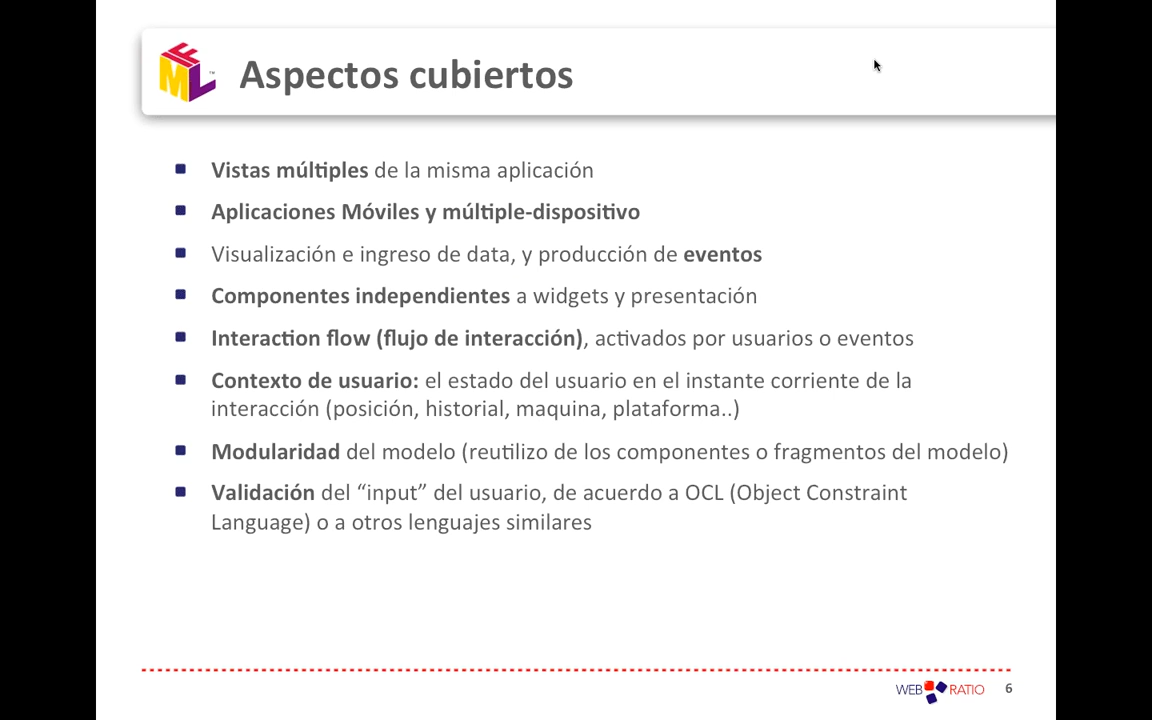 IFML™
Aspectos cubiertos
Vistas múltiples de la misma aplicación
Aplicaciones Móviles y múltiple-dispositivo
Visualización e ingreso de data, y producción de eventos
Componentes independientes a widgets y presentación
Interaction flow (flujo de interacción), activados por usuarios o eventos
Contexto de usuario: el estado del usuario en el instante corriente de la
interacción (posición, historial, maquina, plataforma..)
Modularidad del modelo (reutilizo de los componentes o fragmentos del modelo)
Validación del “input” del usuario, de acuerdo a OCL (Object Constraint
Language) o a otros lenguajes similares
WEB RATIO 6